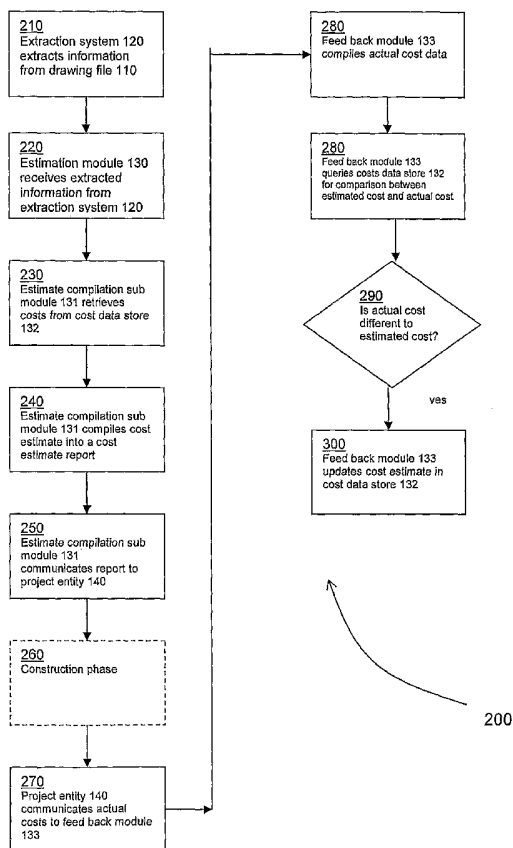 210
Extraction system 120
extracts information
from drawing file 110
220
Estimation module 130
receives extracted
information from
extraction system 120
230
Estimate compilation sub
module 131 retrieves
costs from cost data store
132
240
Estimate compilation sub
module 131 compiles cost
estimate into a cost
estimate report
250
Estimate compilation sub
module 131
communicates report to
project entity 140
260
Construction phase
270
Project entity 140
communicates actual
costs to feed back module
133
280
Feed back module 133
compiles actual cost data
280
Feed back module 133
queries costs data store 132
for comparison between
estimated cost and actual cost
290
Is actual cost
different to
estimated cost?
yes
300
Feed back module 133
updates cost estimate in
cost data store 132
200